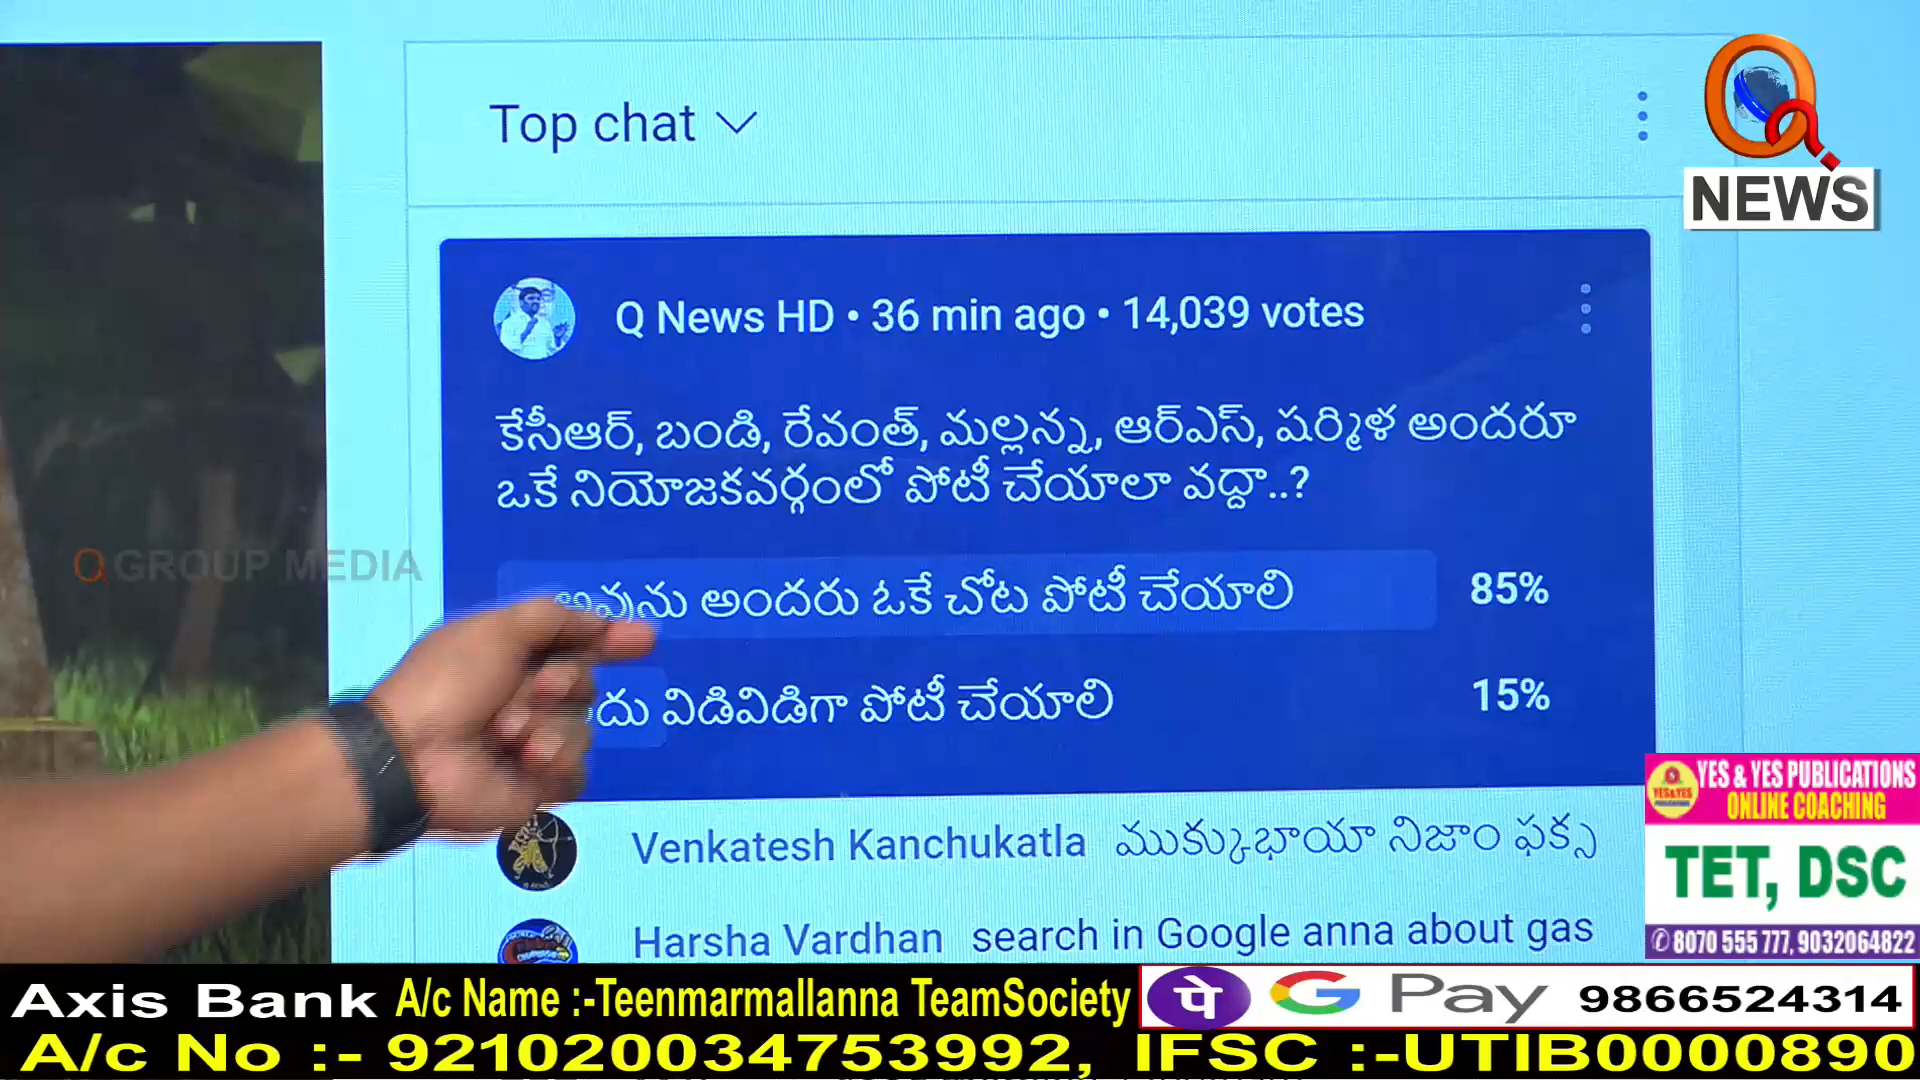 Top chat
Q
NEWS
Q News HD • 36 min ago • 14,039 votes
కేసీఆర్, బండి, రేవంత్, మల్లన్న, ఆర్ఎస్, షర్మిళ అందరూ
ఒకే నియోజకవర్గంలో పోటీ చేయాలా వద్దా..?
Q GROUP MEDIA
అవును అందరు ఓకే చోట పోటీ చేయాలి 85%
దు విడివిడిగా పోటీ చేయాలి 15%
YES & YES PUBLICATIONS
ONLINE COACHING
Venkatesh Kanchukatla ముక్కుభాయా నిజాం ఫక్స
TET, DSC
Harsha Vardhan search in Google anna about gas
8070 555 777, 9032064822
Axis Bank A/c Name :-Teenmarmallanna TeamSociety पे G Pay 9866524314
A/c No :- 921020034753992, IFSC :-UTIB0000890